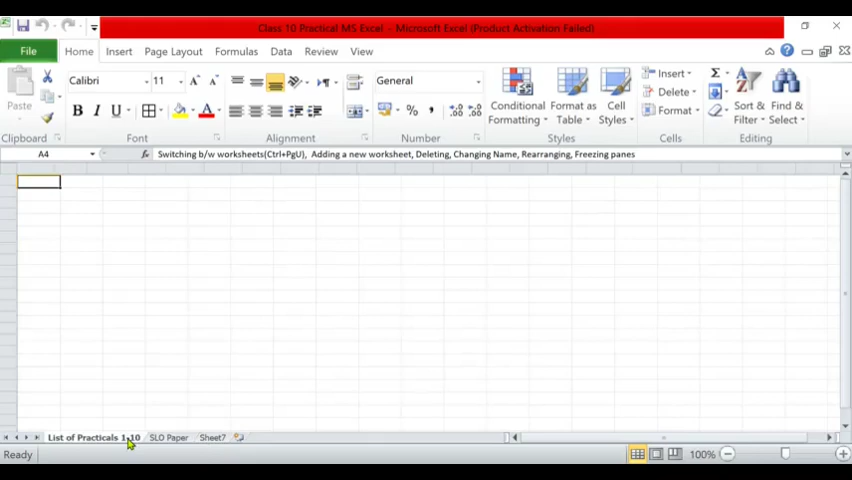 Class 10 Practical MS Excel - Microsoft Excel (Product Activation Failed)
File Home Insert Page Layout Formulas Data Review View
Calibri 11 General Insert Σ
Paste B I U A % , .00 Conditional Formatting Format as Table Cell Styles Delete Sort & Filter Find & Select
Format
Clipboard Font Alignment Number Styles Cells Editing
A4 fx Switching b/w worksheets(Ctrl+PgU), Adding a new worksheet, Deleting, Changing Name, Rearranging, Freezing panes
List of Practicals 1-10 SLO Paper Sheet7
Ready 100%